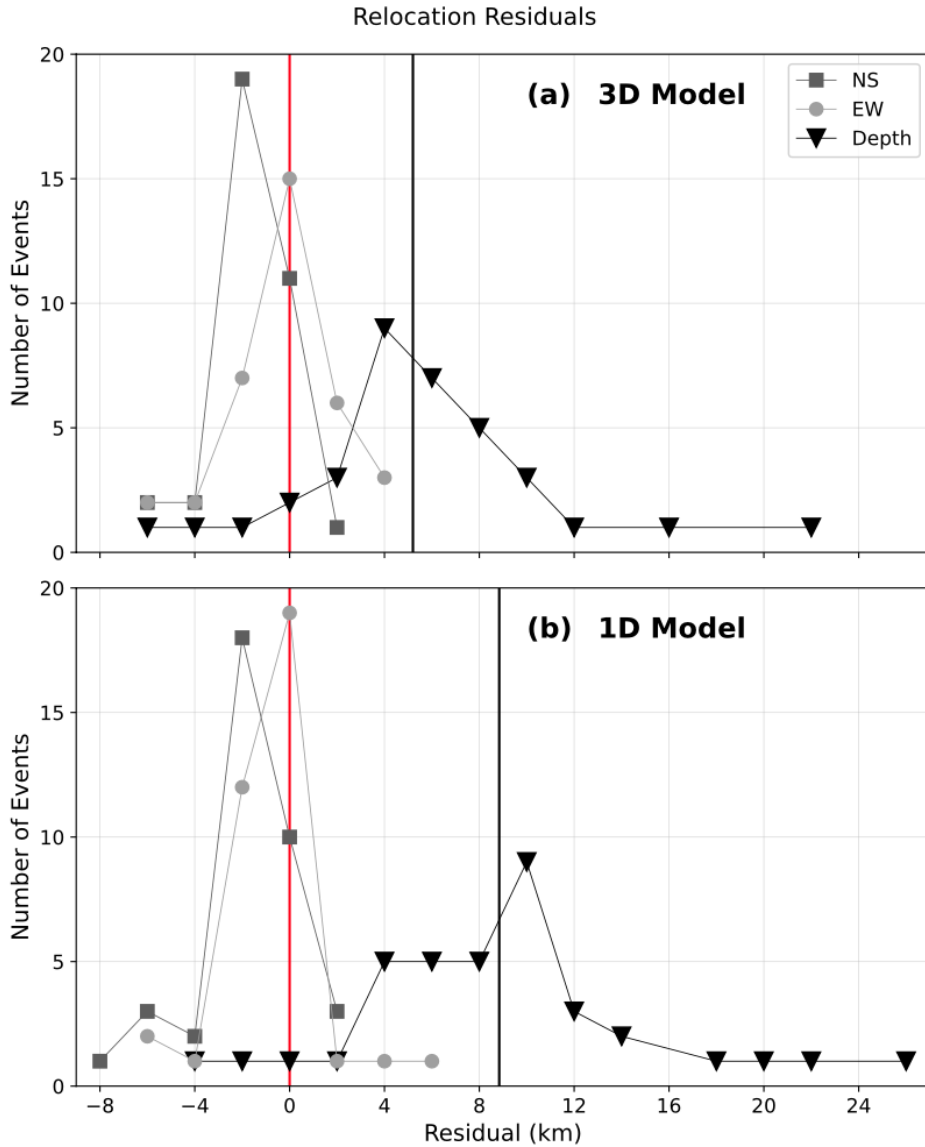 Relocation Residuals
20
15
10
5
0
Number of Events
(a) 3D Model
NS
EW
Depth
20
15
10
5
0
Number of Events
(b) 1D Model
−8 −4 0 4 8 12 16 20 24
Residual (km)